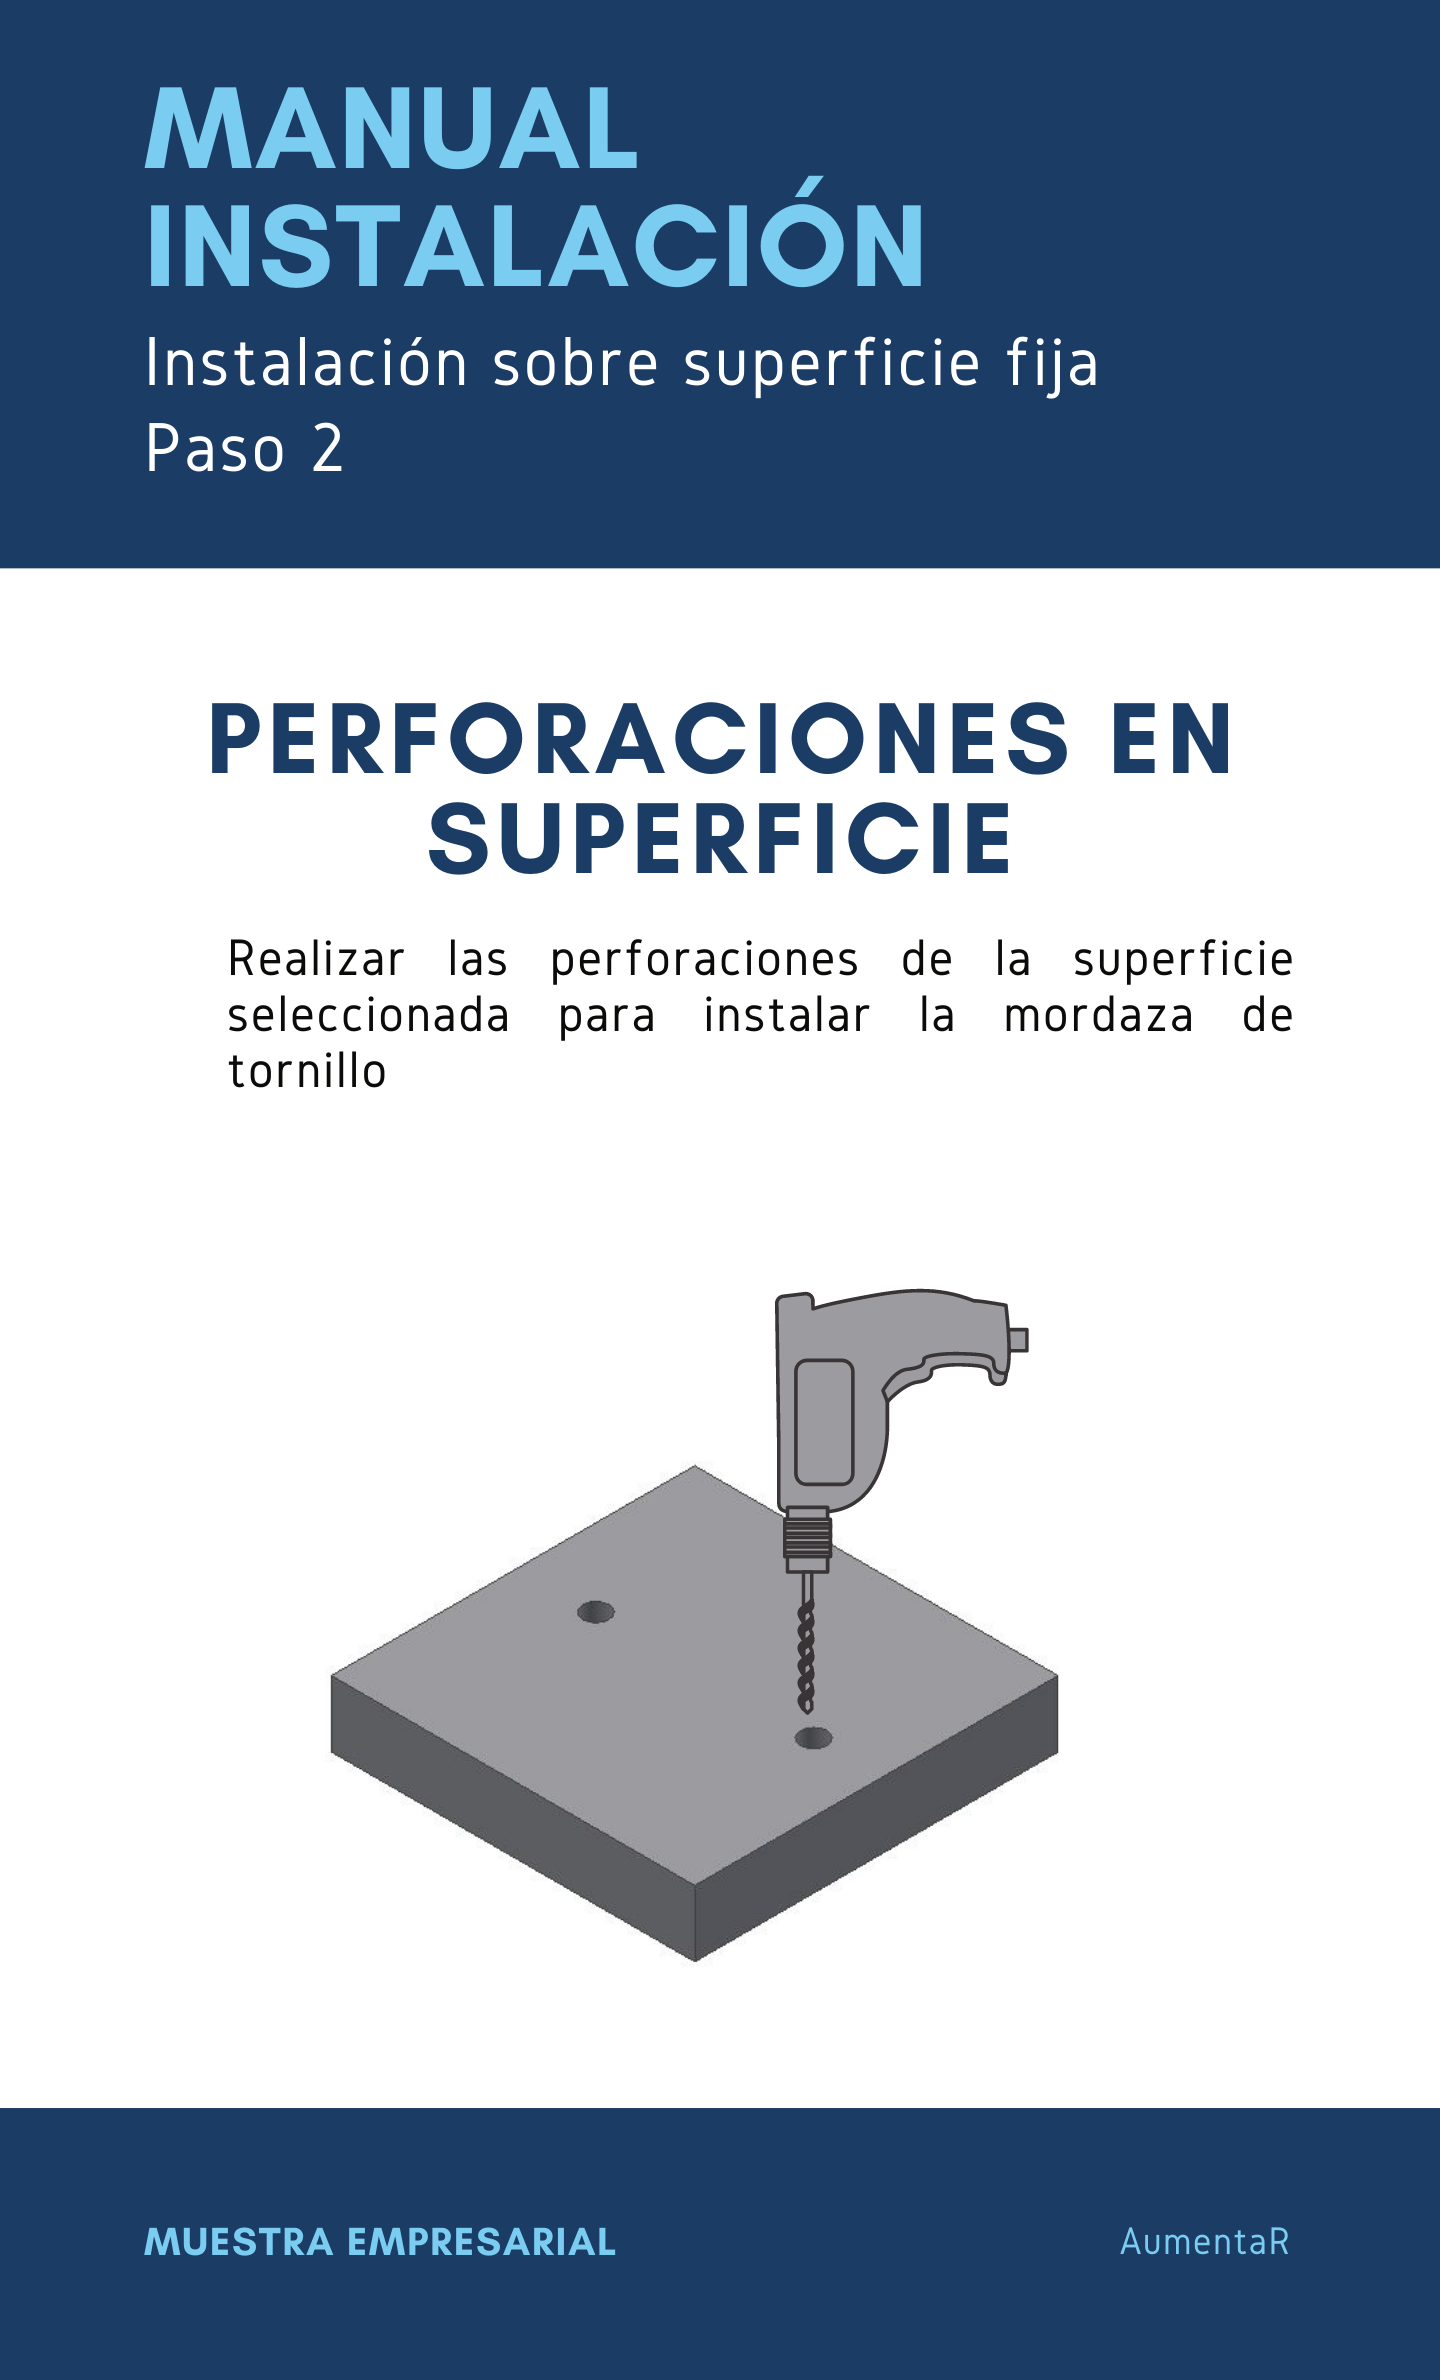 MANUAL
INSTALACIÓN
Instalación sobre superficie fija
Paso 2
PERFORACIONES EN
SUPERFICIE
Realizar las perforaciones de la superficie
seleccionada para instalar la mordaza de
tornillo
MUESTRA EMPRESARIAL
AumentaR